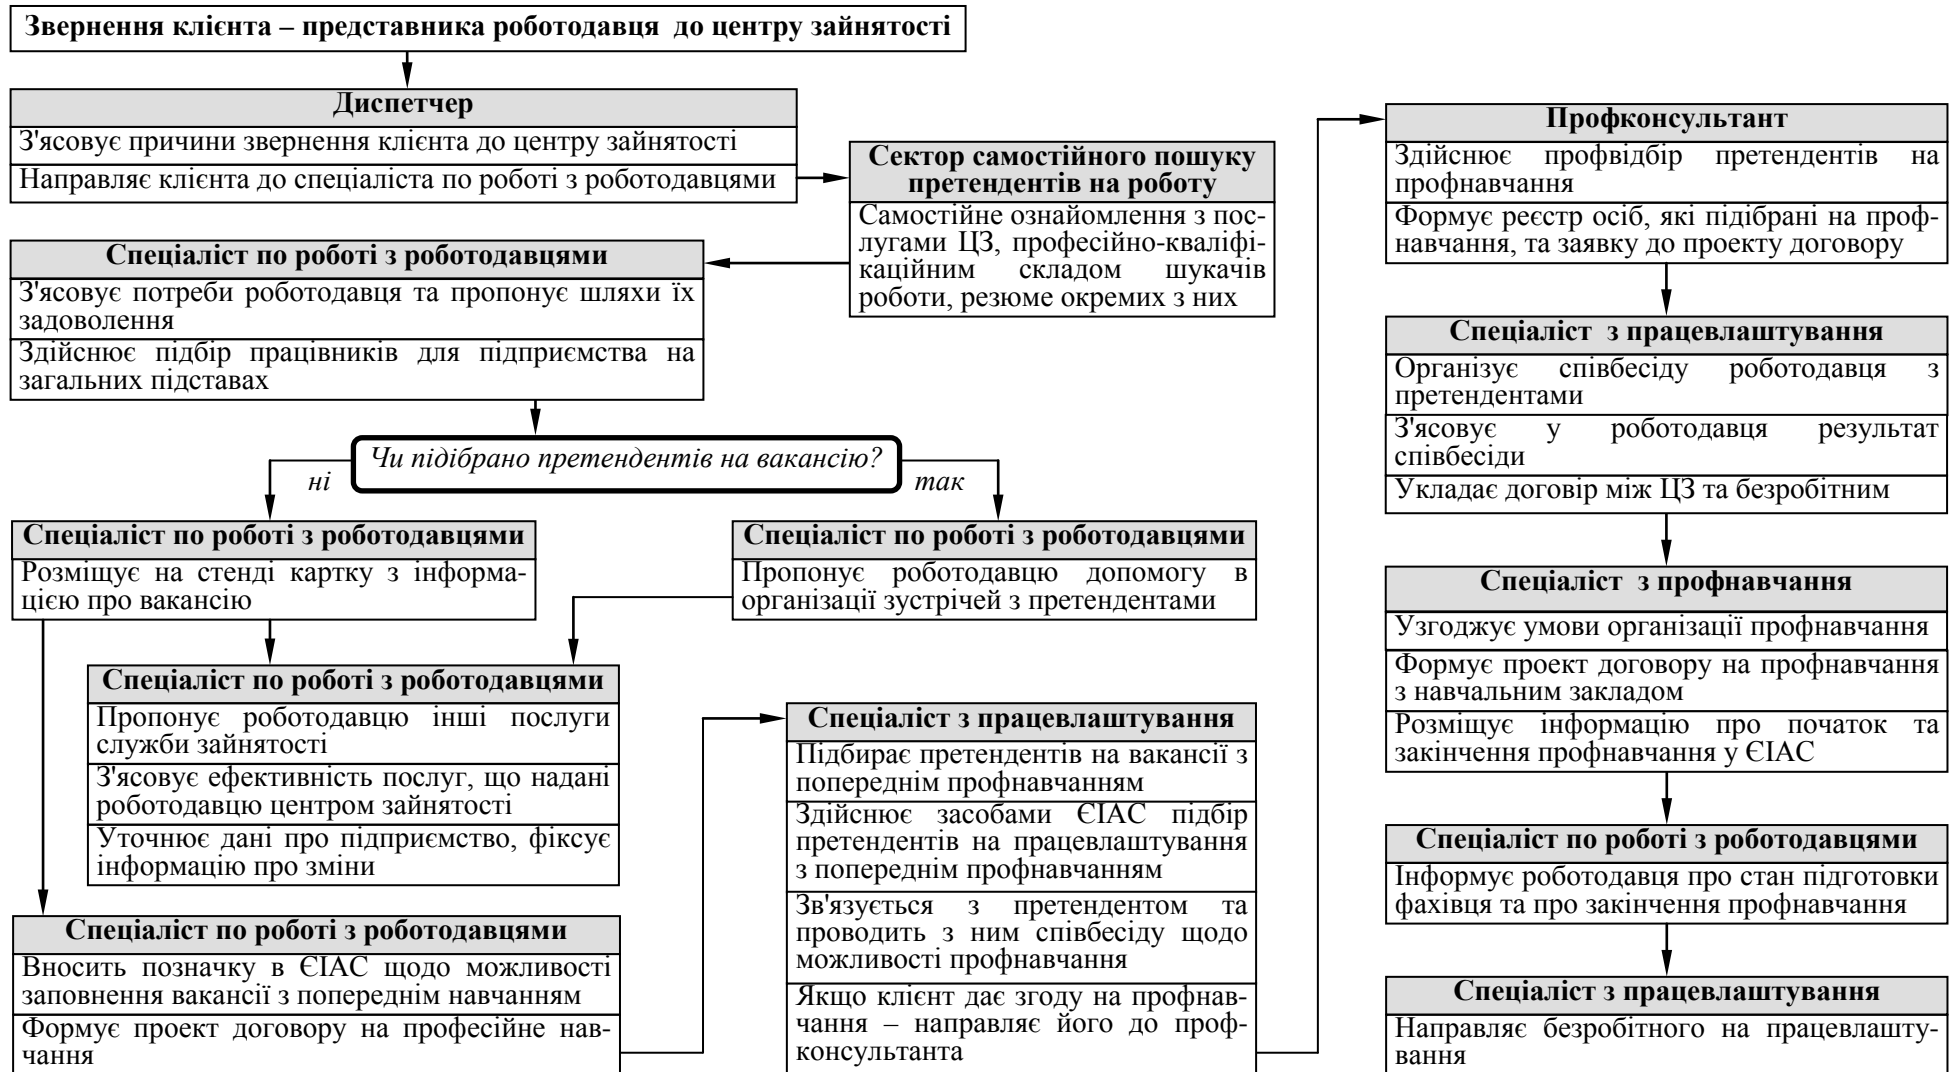 Звернення клієнта – представника роботодавця до центру зайнятості
Диспетчер
З'ясовує причини звернення клієнта до центру зайнятості
Направляє клієнта до спеціаліста по роботі з роботодавцями
Сектор самостійного пошуку
претендентів на роботу
Самостійне ознайомлення з пос-
лугами ЦЗ, професійно-кваліфі-
каційним складом шукачів
роботи, резюме окремих з них
Спеціаліст по роботі з роботодавцями
З'ясовує потреби роботодавця та пропонує шляхи їх
задоволення
Здійснює підбір працівників для підприємства на
загальних підставах
Чи підібрано претендентів на вакансію?
ні
так
Спеціаліст по роботі з роботодавцями
Розміщує на стенді картку з інформа-
цією про вакансію
Спеціаліст по роботі з роботодавцями
Пропонує роботодавцю допомогу в
організації зустрічей з претендентами
Спеціаліст по роботі з роботодавцями
Пропонує роботодавцю інші послуги
служби зайнятості
З'ясовує ефективність послуг, що надані
роботодавцю центром зайнятості
Уточнює дані про підприємство, фіксує
інформацію про зміни
Спеціаліст по роботі з роботодавцями
Вносить позначку в ЄІАС щодо можливості
заповнення вакансії з попереднім навчанням
Формує проект договору на професійне нав-
чання
Спеціаліст з працевлаштування
Підбирає претендентів на вакансії з
попереднім профнавчанням
Здійснює засобами ЄІАС підбір
претендентів на працевлаштування
з попереднім профнавчанням
Зв'язується з претендентом та
проводить з ним співбесіду щодо
можливості профнавчання
Якщо клієнт дає згоду на профнав-
чання – направляє його до проф-
консультанта
Профконсультант
Здійснює профвідбір претендентів на
профнавчання
Формує реєстр осіб, які підібрані на проф-
навчання, та заявку до проекту договору
Спеціаліст з працевлаштування
Організує співбесіду роботодавця з
претендентами
З'ясовує у роботодавця результат
співбесіди
Укладає договір між ЦЗ та безробітним
Спеціаліст з профнавчання
Узгоджує умови організації профнавчання
Формує проект договору на профнавчання
з навчальним закладом
Розміщує інформацію про початок та
закінчення профнавчання у ЄІАС
Спеціаліст по роботі з роботодавцями
Інформує роботодавця про стан підготовки
фахівця та про закінчення профнавчання
Спеціаліст з працевлаштування
Направляє безробітного на працевлашту-
вання